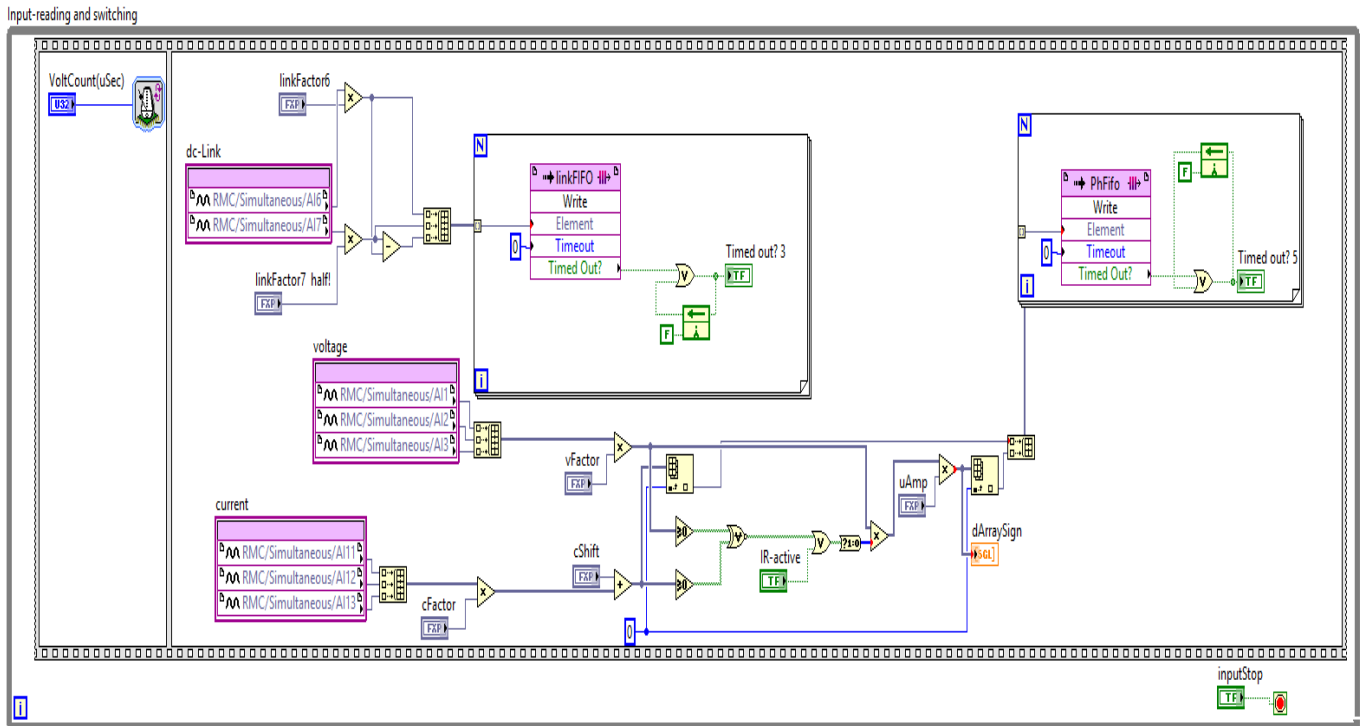 Input-reading and switching
VoltCount(uSec)
U32
linkFactor6
FXP
dc-Link
RMC/Simultaneous/AI6
RMC/Simultaneous/AI7
linkFactor7 half!
FXP
N
linkFIFO
Write
Element
Timeout
Timed Out?
0
F
Timed out? 3
TF
i
N
PhFifo
Write
Element
Timeout
Timed Out?
0
F
Timed out? 5
TF
i
voltage
RMC/Simultaneous/AI1
RMC/Simultaneous/AI2
RMC/Simultaneous/AI3
vFactor
FXP
uAmp
FXP
current
RMC/Simultaneous/AI11
RMC/Simultaneous/AI12
RMC/Simultaneous/AI13
cFactor
FXP
cShift
FXP
≥0
≥0
IR-active
TF
?1:0
dArraySign
SGL
0
inputStop
TF
i